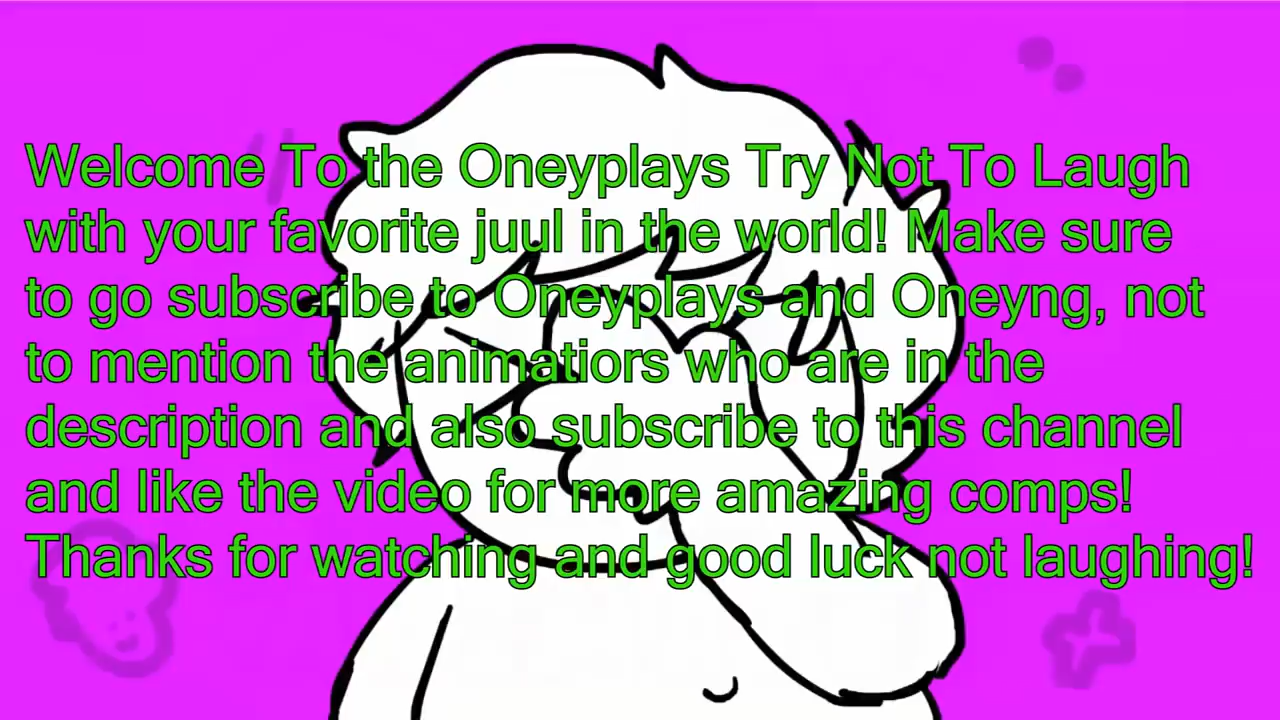 Welcome To the Oneyplays Try Not To Laugh
with your favorite juul in the world! Make sure
to go subscribe to Oneyplays and Oneyng, not
to mention the animatiors who are in the
description and also subscribe to this channel
and like the video for more amazing comps!
Thanks for watching and good luck not laughing!